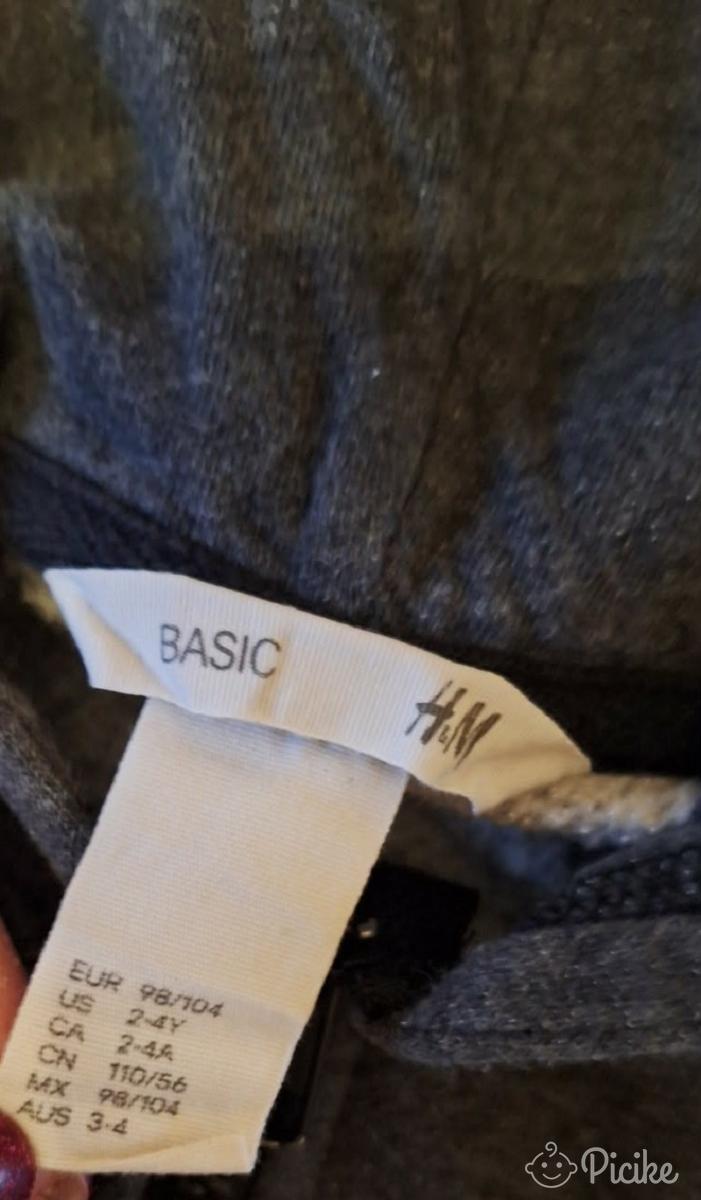 BASIC
H&M
EUR 98/104
US 2-4Y
CA 2-4A
CN 110/56
MX 98/104
AUS 3-4
Picike